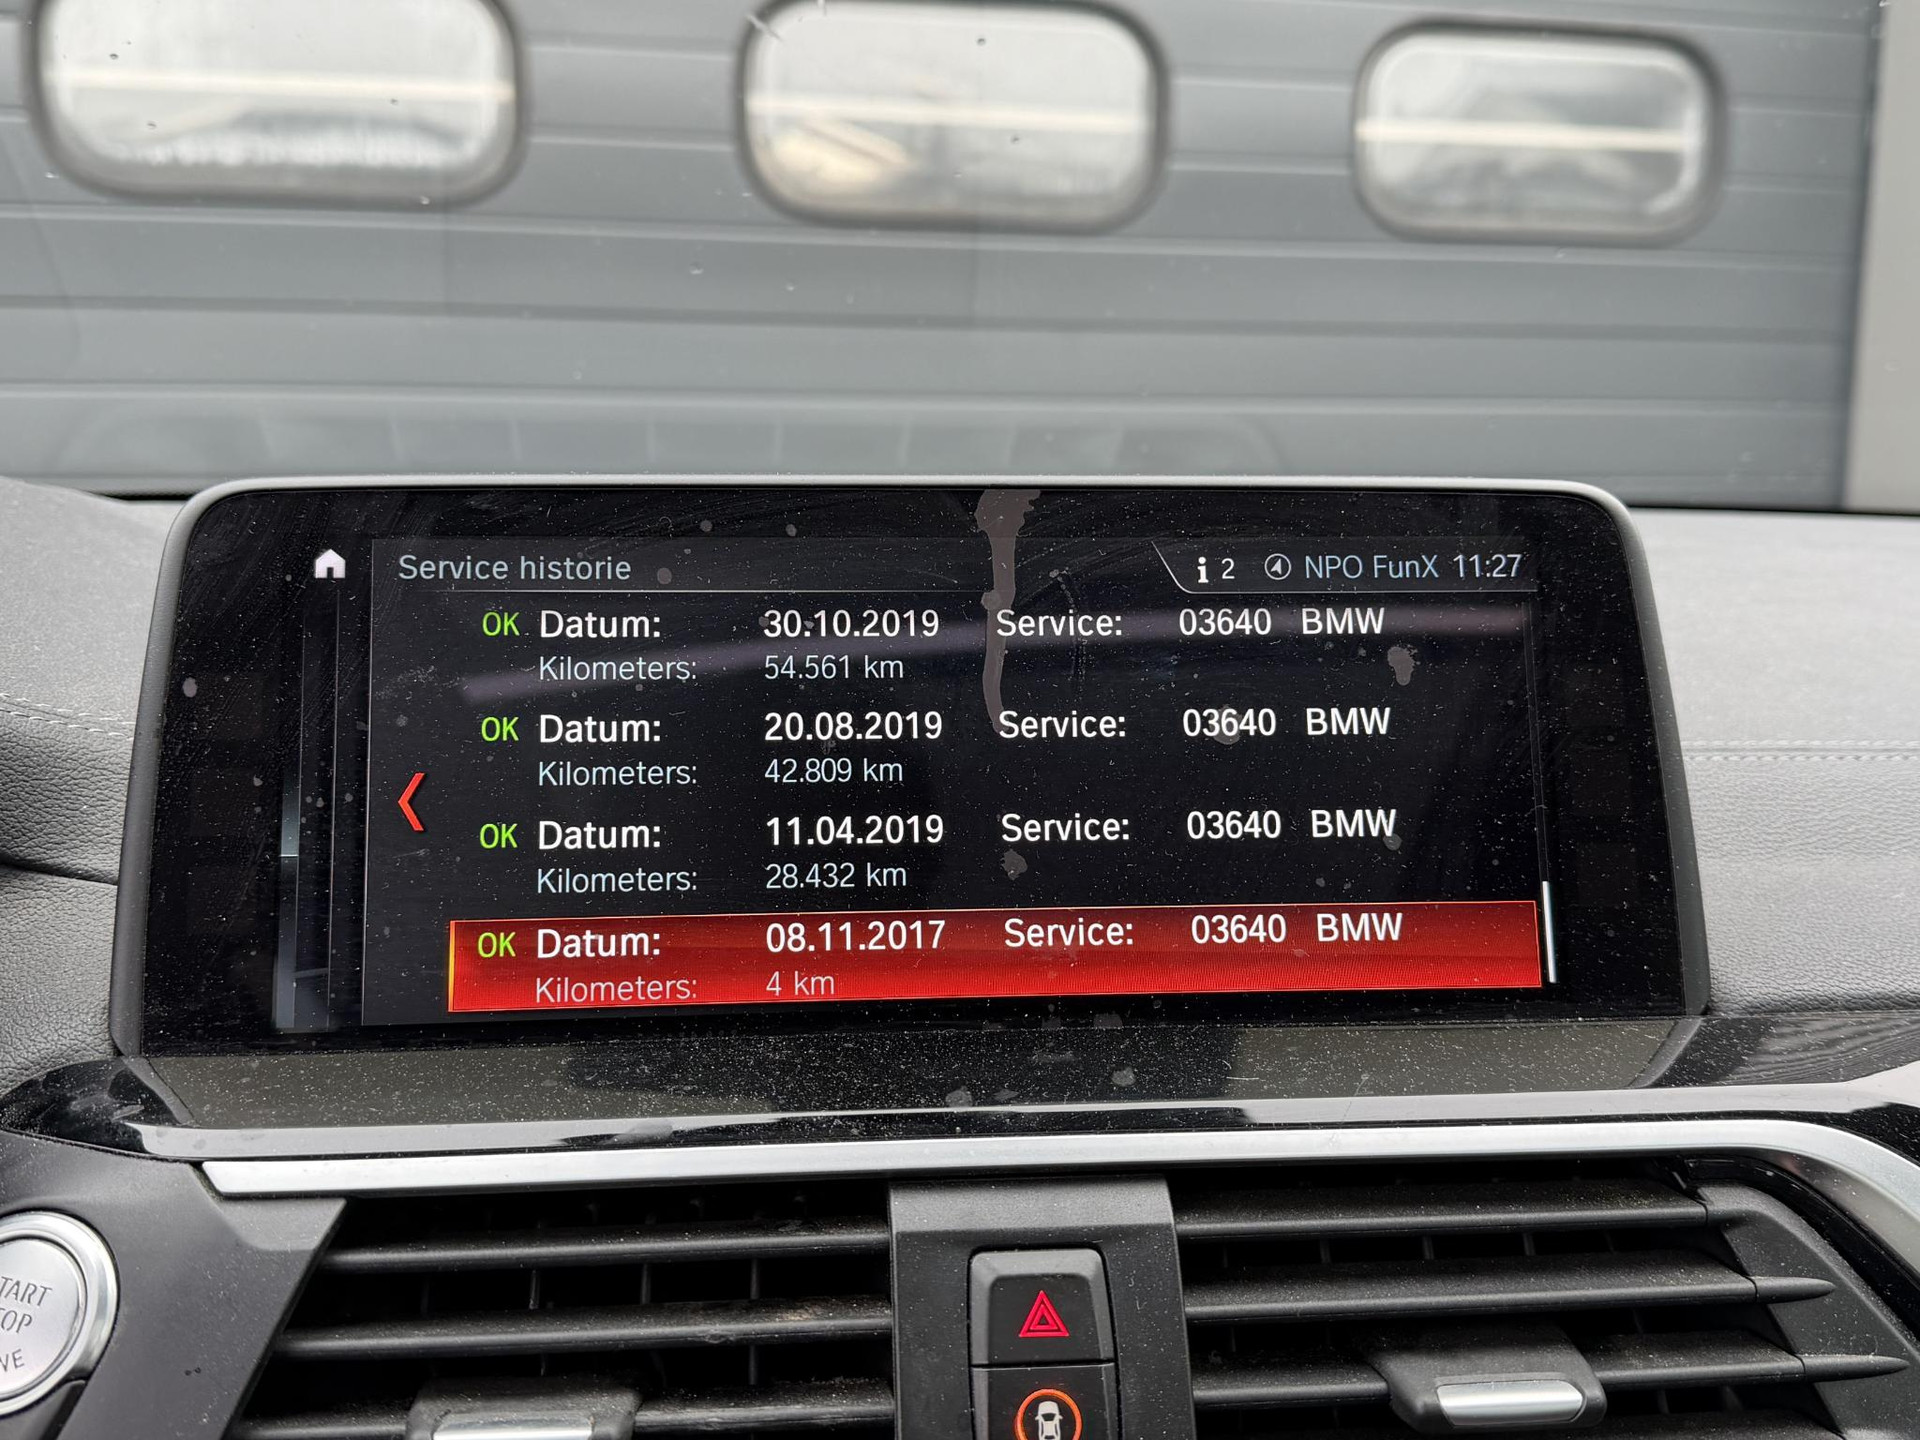 Service historie i 2 NPO FunX 11:27
OK Datum: 30.10.2019 Service: 03640 BMW
Kilometers: 54.561 km
OK Datum: 20.08.2019 Service: 03640 BMW
Kilometers: 42.809 km
OK Datum: 11.04.2019 Service: 03640 BMW
Kilometers: 28.432 km
OK Datum: 08.11.2017 Service: 03640 BMW
Kilometers: 4 km